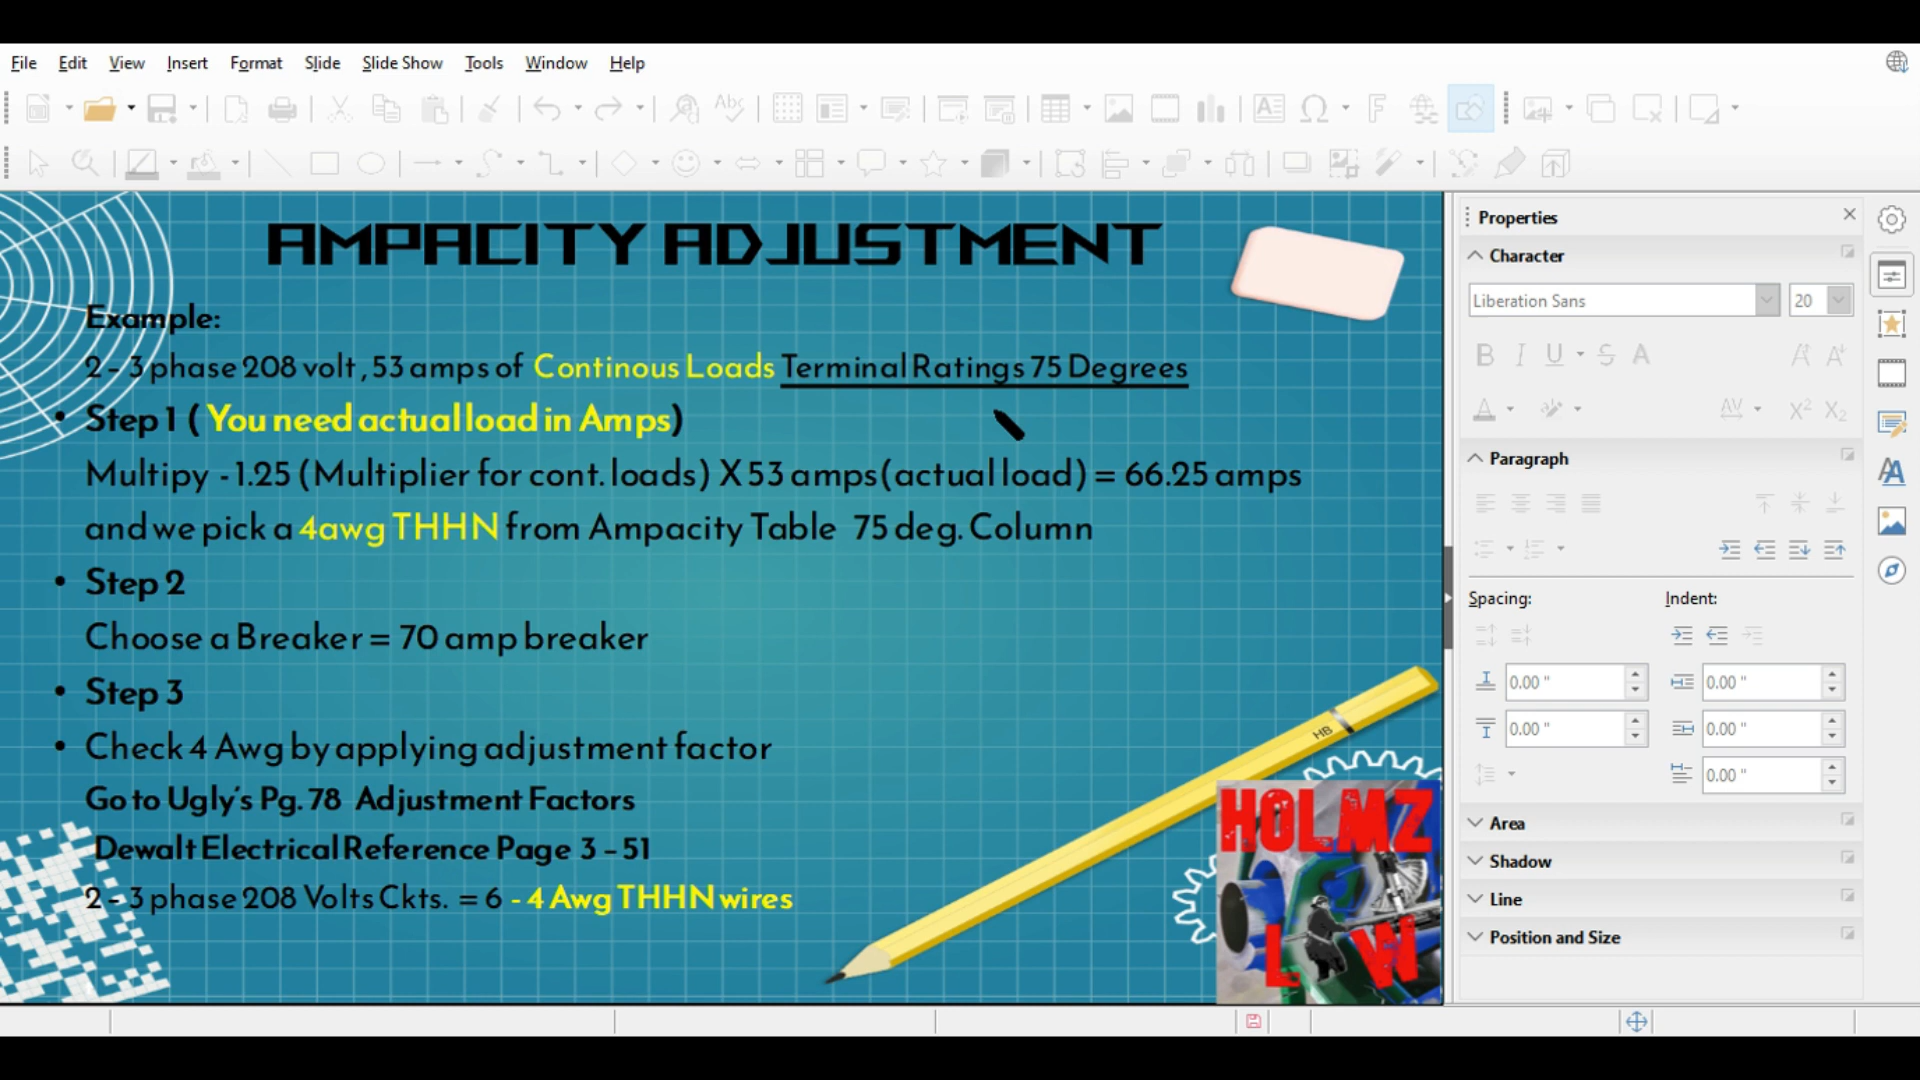 File Edit View Insert Format Slide Slide Show Tools Window Help
Properties
Character
Liberation Sans 20
Paragraph
Spacing: Indent:
0.00 " 0.00 "
0.00 " 0.00 "
0.00 "
Area
Shadow
Line
Position and Size
AMPACITY ADJUSTMENT
Example:
2 - 3 phase 208 volt , 53 amps of Continous Loads Terminal Ratings 75 Degrees
• Step 1 ( You need actual load in Amps)
Multipy - 1.25 (Multiplier for cont. loads) X 53 amps(actual load) = 66.25 amps
and we pick a 4awg THHN from Ampacity Table 75 deg. Column
• Step 2
Choose a Breaker = 70 amp breaker
• Step 3
• Check 4 Awg by applying adjustment factor
Go to Ugly's Pg. 78 Adjustment Factors
Dewalt Electrical Reference Page 3 - 51
2 - 3 phase 208 Volts Ckts. = 6 - 4 Awg THHN wires
HB
HOLMZ
L W